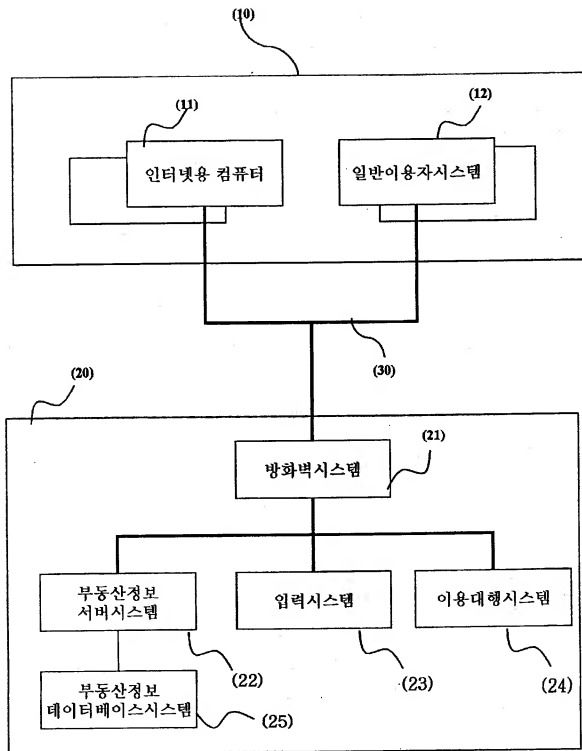 (10)
(11)
(12)
인터넷용 컴퓨터
일반이용자시스템
(30)
(20)
(21)
방화벽시스템
부동산정보
서버시스템
입력시스템
이용대행시스템
(22)
(23)
(24)
부동산정보
데이터베이스시스템
(25)